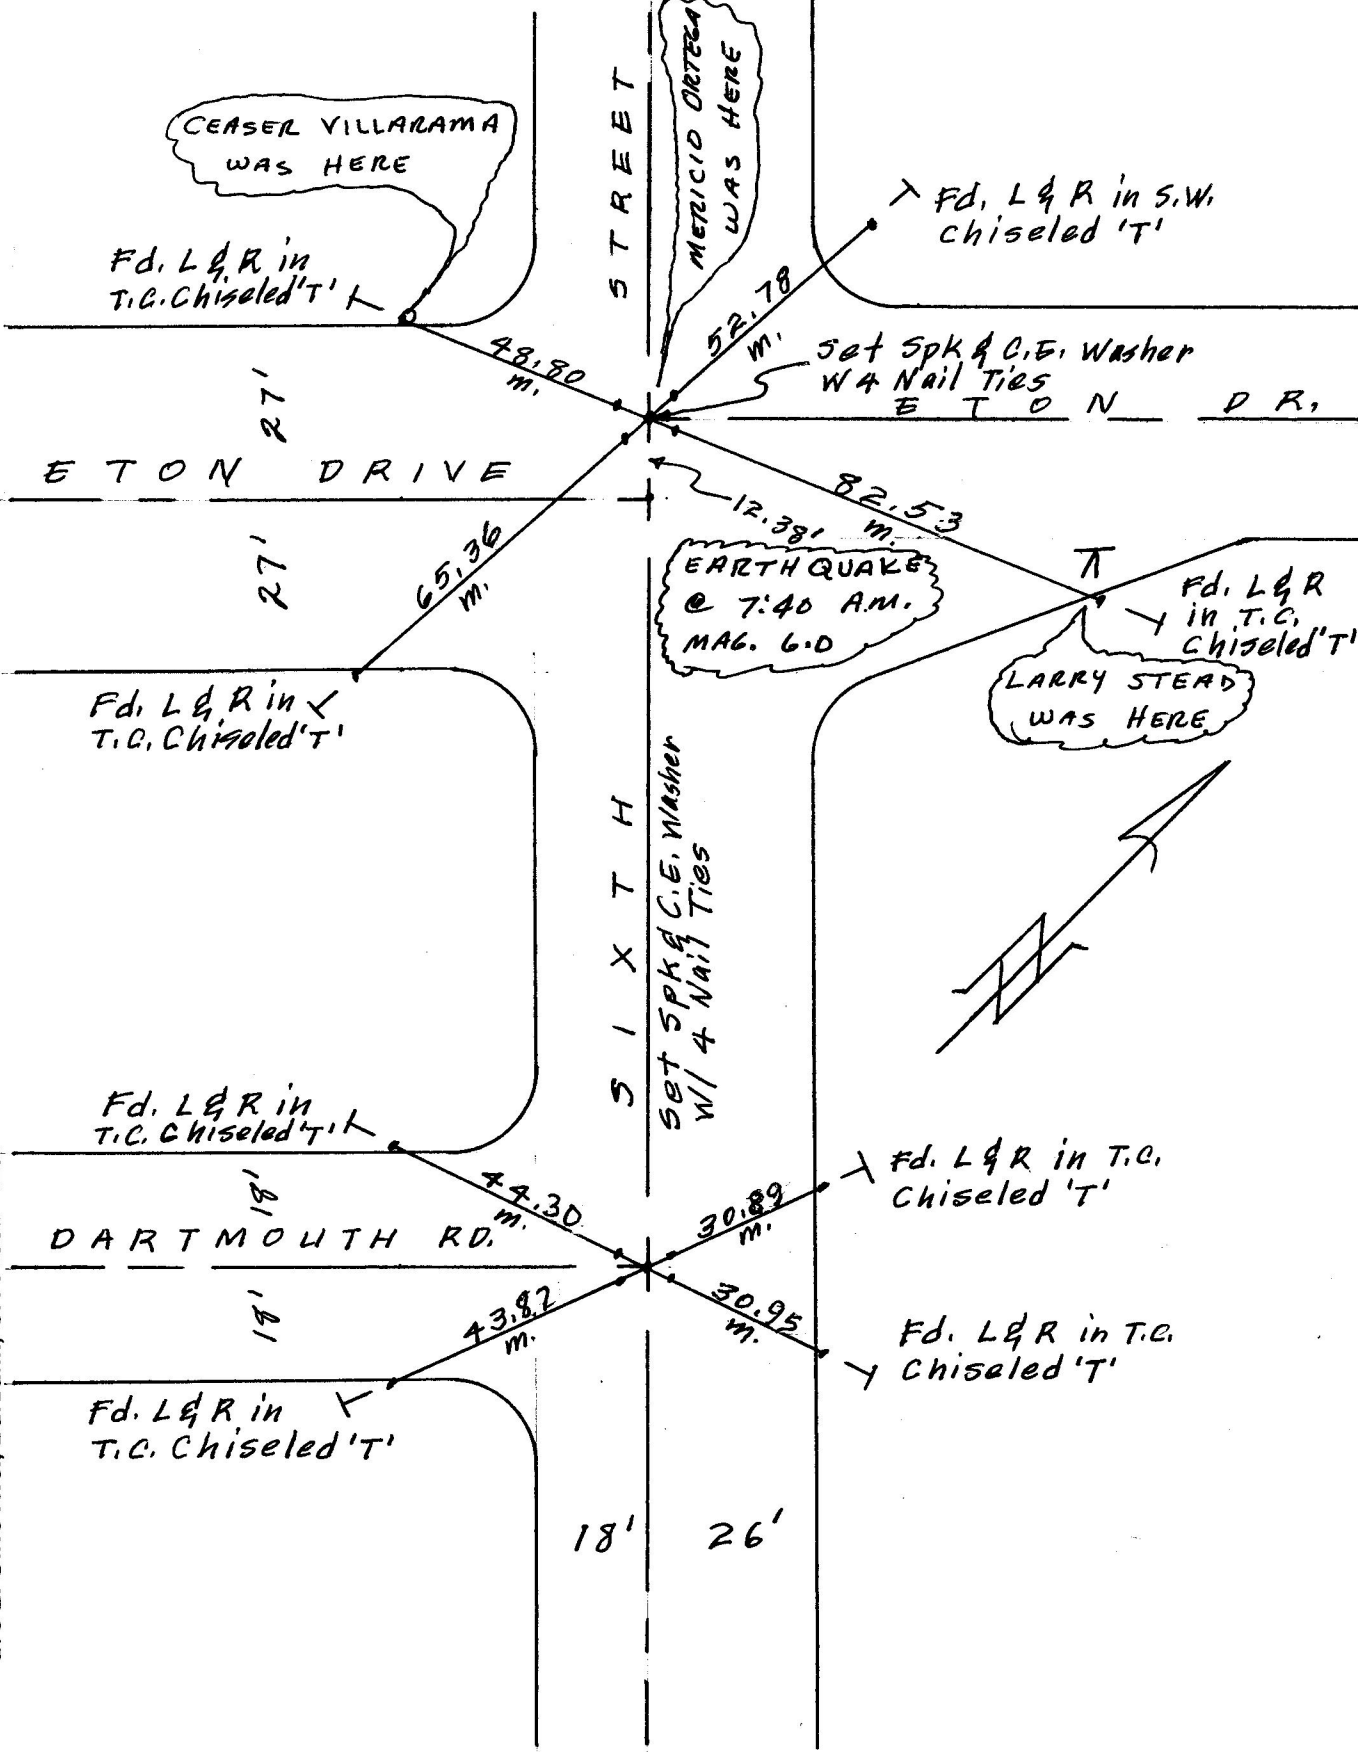 MERICIO ORTEGA
WAS HERE
CEASER VILLARAMA
WAS HERE
STREET
Fd. L & R in S.W.
Chiseled 'T'
Fd. L & R in
T.C. Chiseled 'T'
52.78
m.
48.80
m.
Set Spk & C.E. Washer
W 4 Nail Ties
ETON DR.
27'
ETON DRIVE
82.53
m.
12.38'
65.36
m.
27'
EARTHQUAKE
@ 7:40 A.M.
MAG. 6.0
Fd. L & R
in T.C.
Chiseled 'T'
LARRY STEAD
WAS HERE
Fd. L & R in
T.C. Chiseled 'T'
SIXTH
Set Spk & C.E. Washer
W/ 4 Nail Ties
N
Fd. L & R in
T.C. Chiseled 'T'
Fd. L & R in T.C.
Chiseled 'T'
18'
44.30
m.
30.89
m.
DARTMOUTH RD.
18'
43.82
m.
30.95
m.
Fd. L & R in T.C.
Chiseled 'T'
Fd. L & R in
T.C. Chiseled 'T'
18'
26'